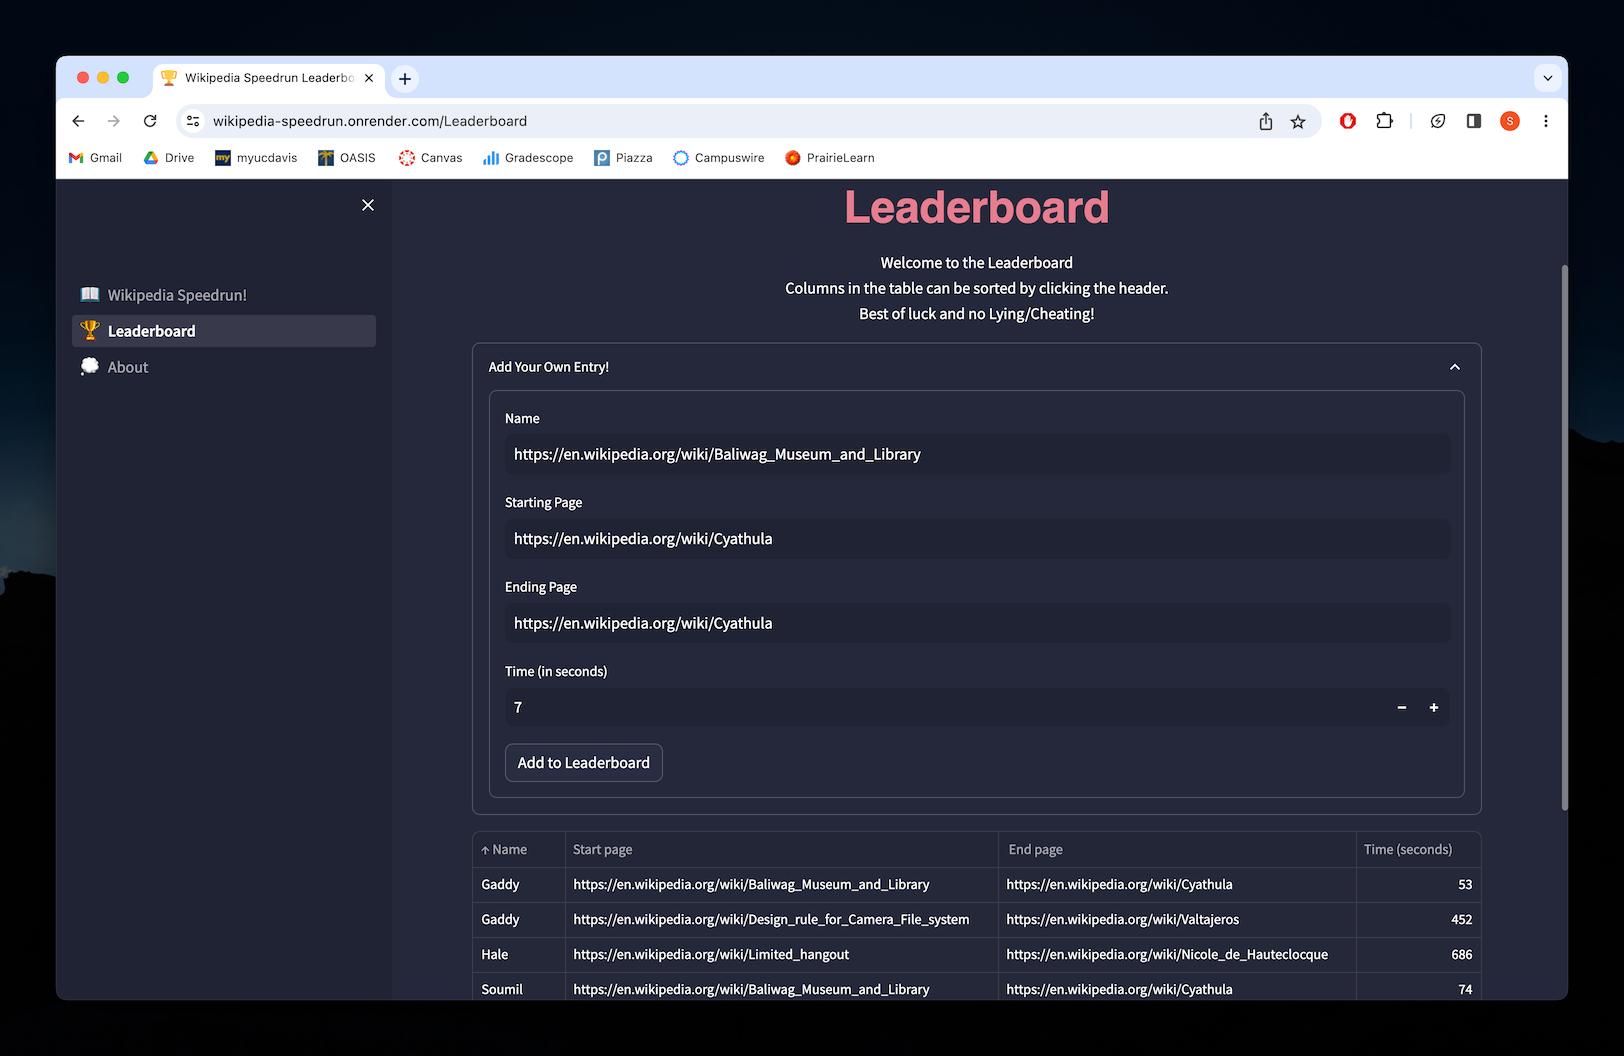 Wikipedia Speedrun Leaderbo
wikipedia-speedrun.onrender.com/Leaderboard
S
Gmail
Drive
my myucdavis
OASIS
Canvas
Gradescope
Piazza
Campuswire
PrairieLearn
Wikipedia Speedrun!
Leaderboard
About
Leaderboard
Welcome to the Leaderboard
Columns in the table can be sorted by clicking the header.
Best of luck and no Lying/Cheating!
Add Your Own Entry!
Name
https://en.wikipedia.org/wiki/Baliwag_Museum_and_Library
Starting Page
https://en.wikipedia.org/wiki/Cyathula
Ending Page
https://en.wikipedia.org/wiki/Cyathula
Time (in seconds)
7
Add to Leaderboard
↑ Name Start page End page Time (seconds)
Gaddy https://en.wikipedia.org/wiki/Baliwag_Museum_and_Library https://en.wikipedia.org/wiki/Cyathula 53
Gaddy https://en.wikipedia.org/wiki/Design_rule_for_Camera_File_system https://en.wikipedia.org/wiki/Valtajeros 452
Hale https://en.wikipedia.org/wiki/Limited_hangout https://en.wikipedia.org/wiki/Nicole_de_Hauteclocque 686
Soumil https://en.wikipedia.org/wiki/Baliwag_Museum_and_Library https://en.wikipedia.org/wiki/Cyathula 74